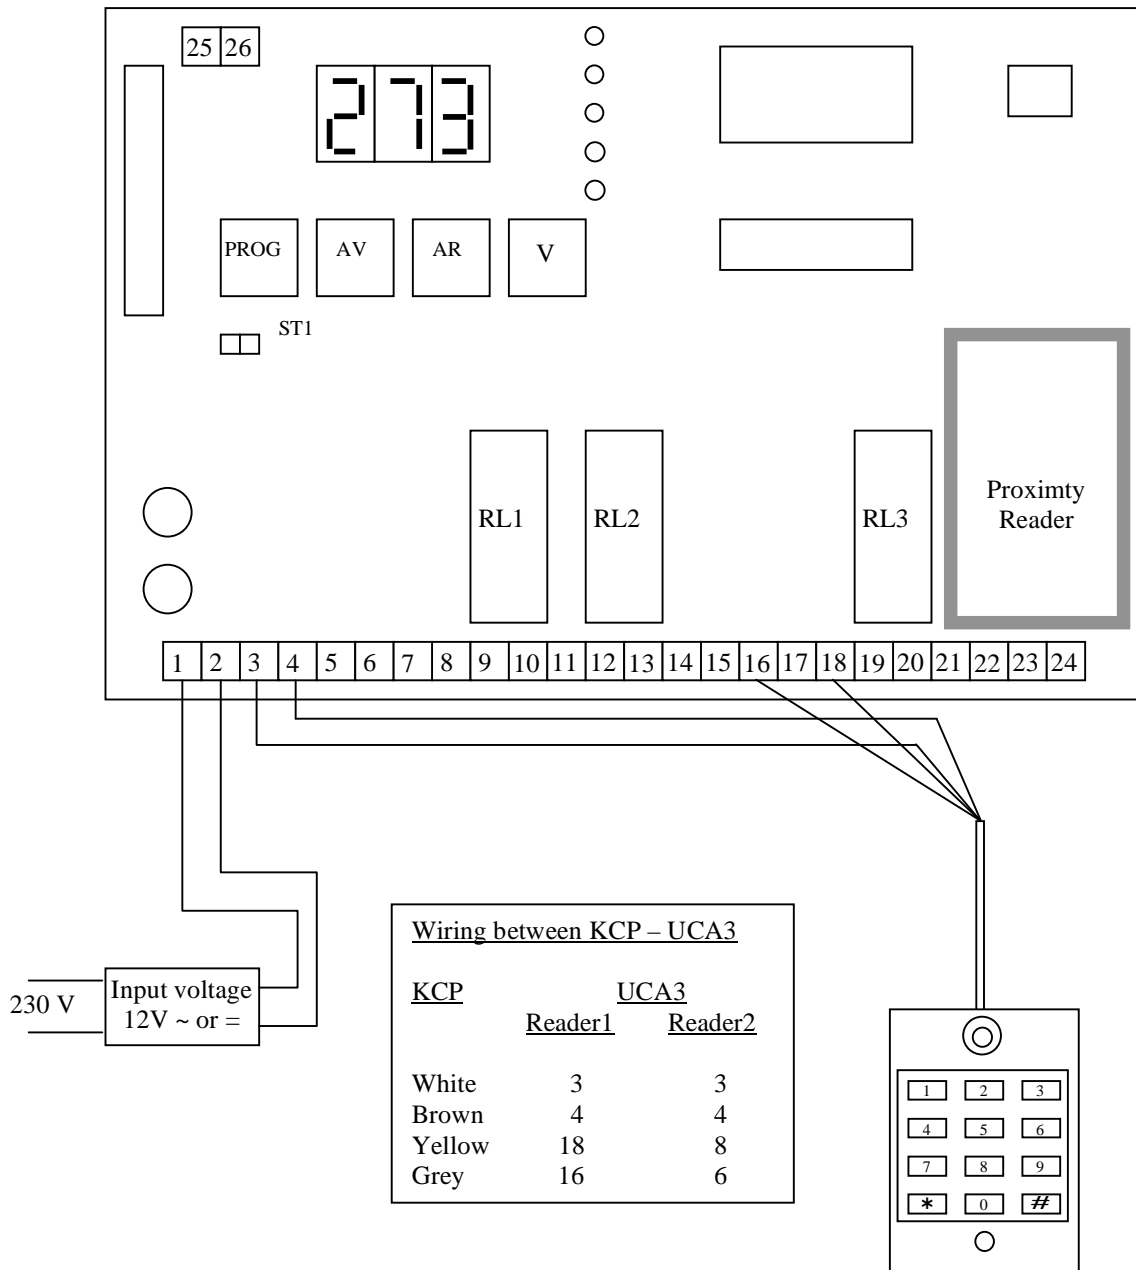 25 26
273
PROG AV AR V
ST1
RL1 RL2 RL3
Proximty
Reader
1 2 3 4 5 6 7 8 9 10 11 12 13 14 15 16 17 18 19 20 21 22 23 24
230 V
Input voltage
12V ~ or =
Wiring between KCP – UCA3
KCP UCA3
Reader1 Reader2
White 3 3
Brown 4 4
Yellow 18 8
Grey 16 6
1 2 3
4 5 6
7 8 9
* 0 #